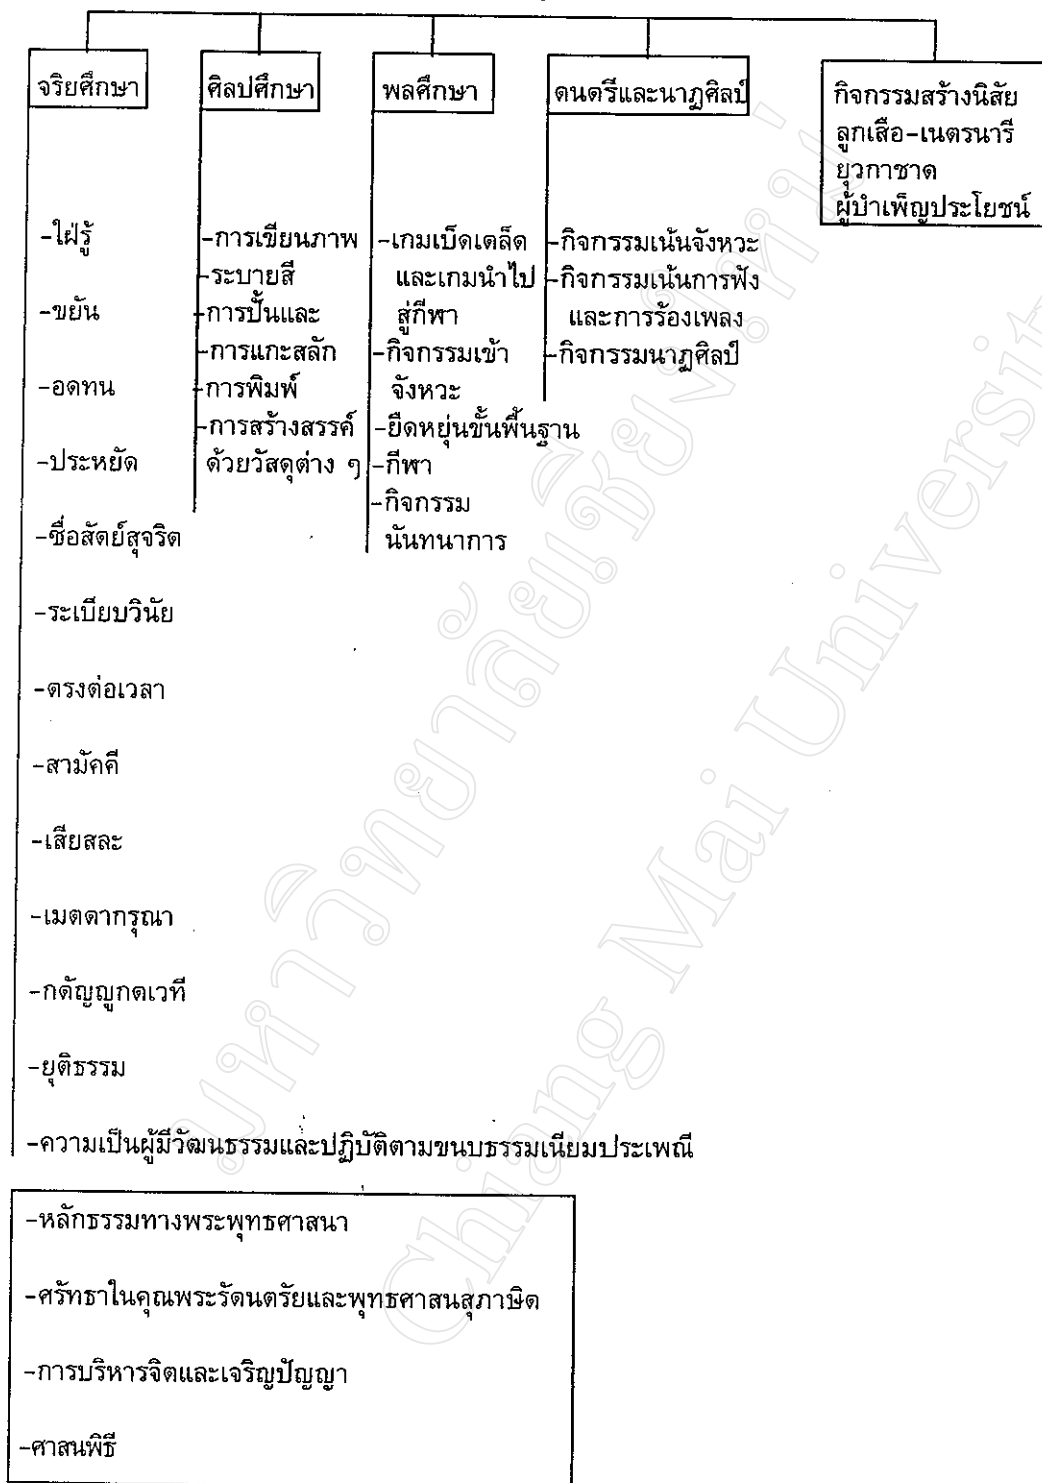 จริยศึกษา
ศิลปศึกษา
พลศึกษา
ดนตรีและนาฏศิลป์
กิจกรรมสร้างนิสัย
ลูกเสือ-เนตรนารี
ยุวกาชาด
ผู้บำเพ็ญประโยชน์
-ใฝ่รู้
-ขยัน
-อดทน
-ประหยัด
-ซื่อสัตย์สุจริต
-ระเบียบวินัย
-ตรงต่อเวลา
-สามัคคี
-เสียสละ
-เมตตากรุณา
-กตัญญูกตเวที
-ยุติธรรม
-ความเป็นผู้มีวัฒนธรรมและปฏิบัติตามขนบธรรมเนียมประเพณี
-การเขียนภาพ
-ระบายสี
-การปั้นและ
-การแกะสลัก
-การพิมพ์
-การสร้างสรรค์
ด้วยวัสดุต่าง ๆ
-เกมเบ็ดเตล็ด
และเกมนำไป
สู่กีฬา
-กิจกรรมเข้า
จังหวะ
-ยืดหยุ่นขั้นพื้นฐาน
-กีฬา
-กิจกรรม
นันทนาการ
-กิจกรรมเน้นจังหวะ
-กิจกรรมเน้นการฟัง
และการร้องเพลง
-กิจกรรมนาฏศิลป์
-หลักธรรมทางพระพุทธศาสนา
-ศรัทธาในคุณพระรัตนตรัยและพุทธศาสนสุภาษิต
-การบริหารจิตและเจริญปัญญา
-ศาสนพิธี
มหาวิทยาลัยเชียงใหม่
Chiang Mai University